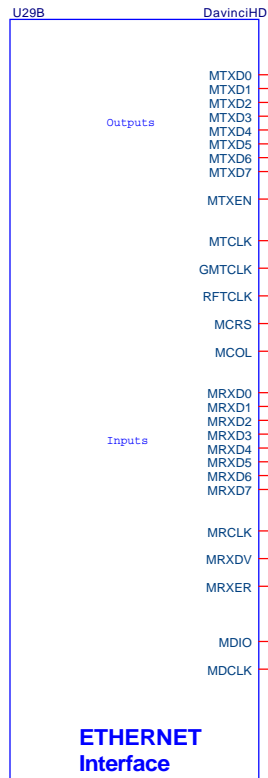 U29B DavinciHD
MTXD0
MTXD1
MTXD2
Outputs MTXD3
MTXD4
MTXD5
MTXD6
MTXD7
MTXEN
MTCLK
GMTCLK
RFTCLK
MCRS
MCOL
MRXD0
MRXD1
MRXD2
Inputs MRXD3
MRXD4
MRXD5
MRXD6
MRXD7
MRCLK
MRXDV
MRXER
MDIO
MDCLK
ETHERNET
Interface